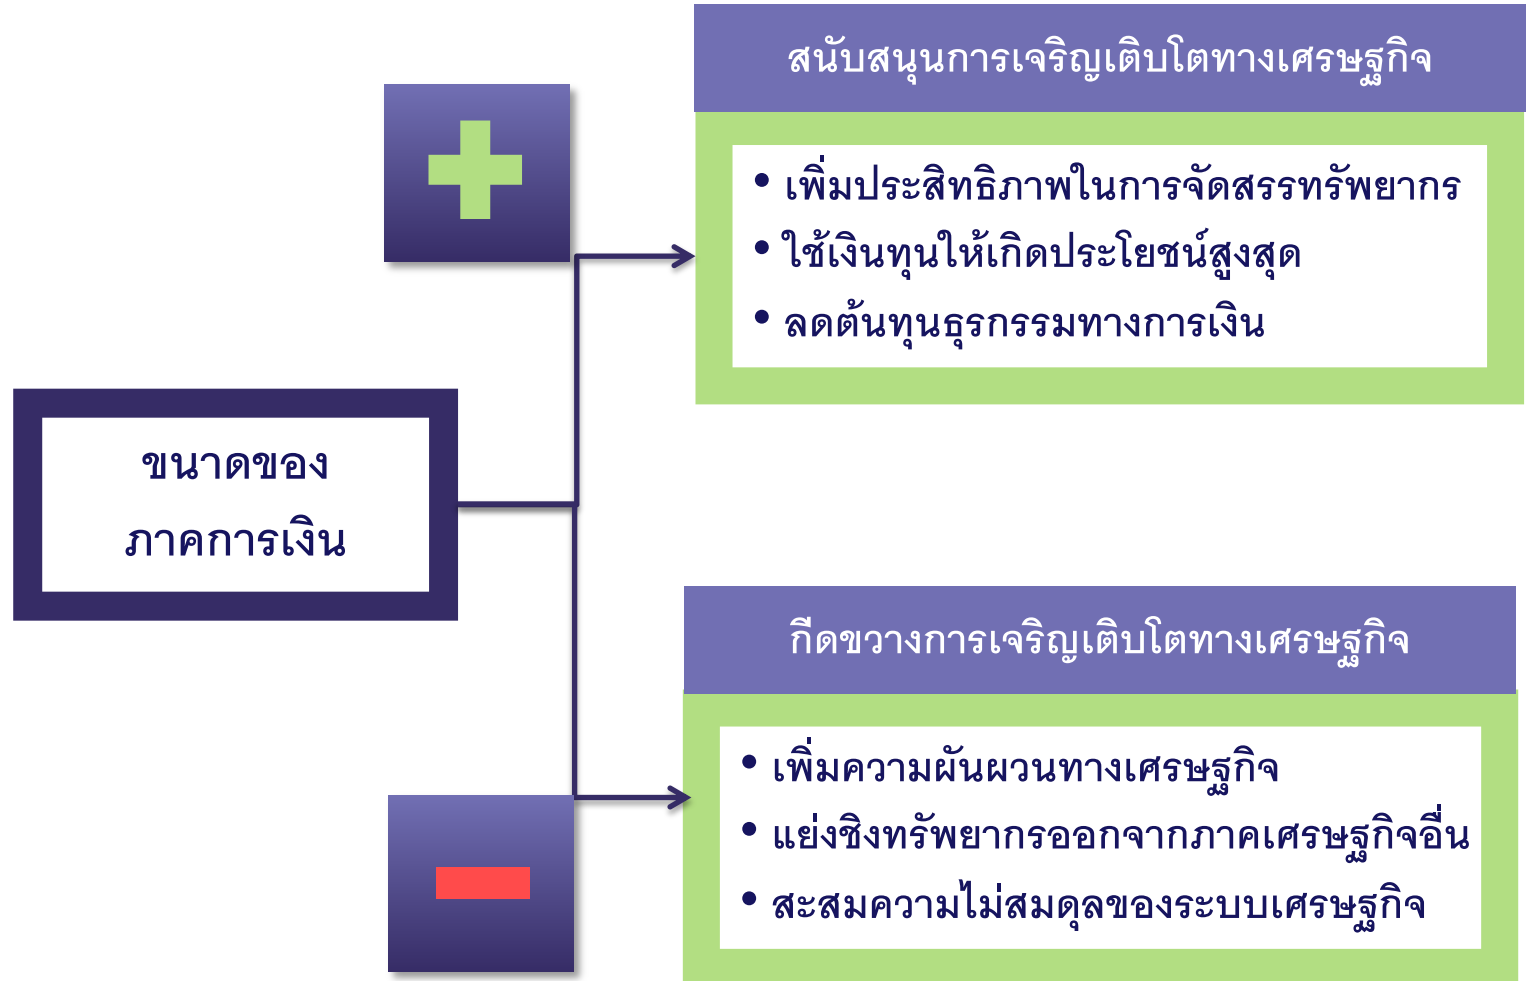 สนับสนุนการเจริญเติบโตทางเศรษฐกิจ
• เพิ่มประสิทธิภาพในการจัดสรรทรัพยากร
• ใช้เงินทุนให้เกิดประโยชน์สูงสุด
• ลดต้นทุนธุรกรรมทางการเงิน
ขนาดของ
ภาคการเงิน
กีดขวางการเจริญเติบโตทางเศรษฐกิจ
• เพิ่มความผันผวนทางเศรษฐกิจ
• แย่งชิงทรัพยากรออกจากภาคเศรษฐกิจอื่น
• สะสมความไม่สมดุลของระบบเศรษฐกิจ